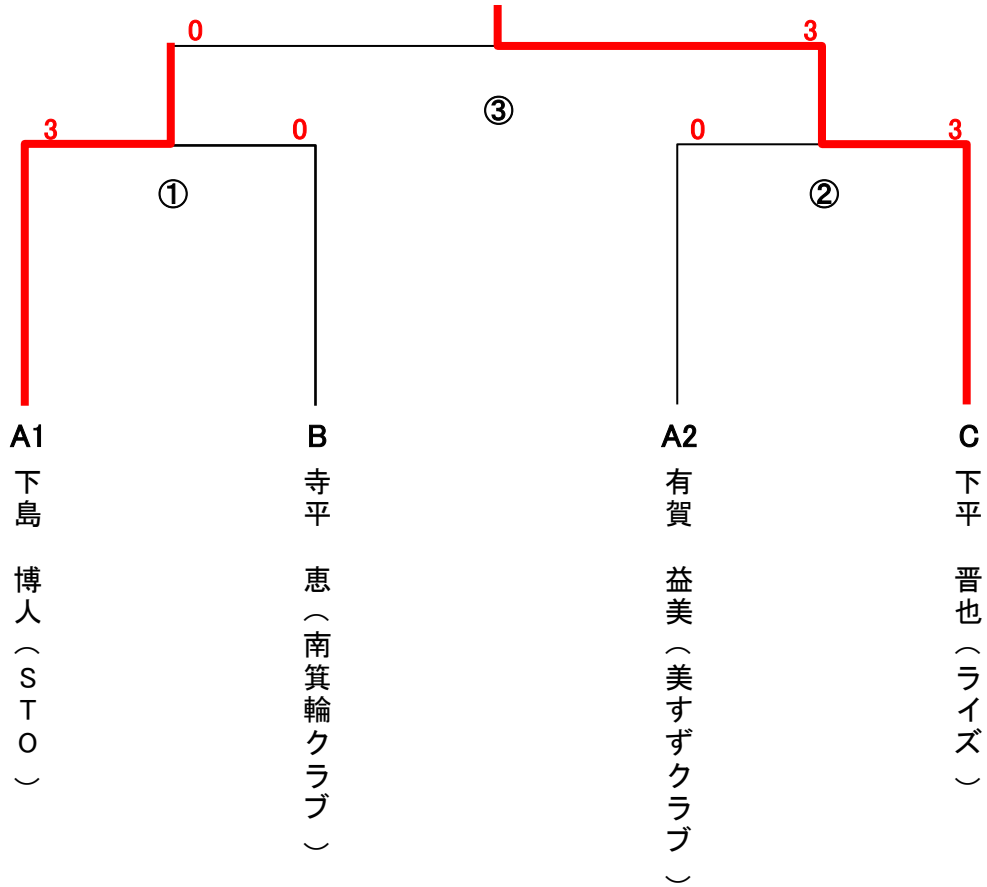 0 3
③
3 0 0 3
① ②
A1 B A2 C
下島 博人(STO)
寺平 恵(南箕輪クラブ)
有賀 益美(美すずクラブ)
下平 晋也(ライズ)